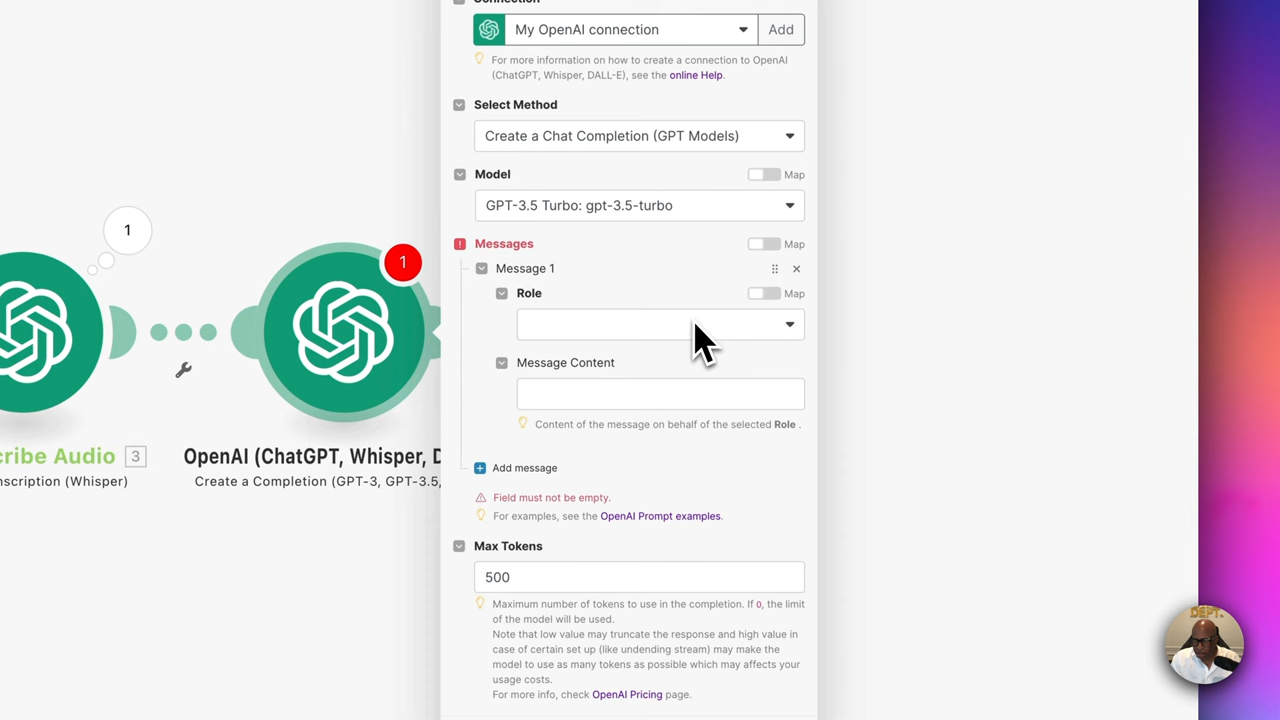 Connection
My OpenAI connection
Add
For more information on how to create a connection to OpenAI
(ChatGPT, Whisper, DALL-E), see the online Help.
Select Method
Create a Chat Completion (GPT Models)
Model
Map
GPT-3.5 Turbo: gpt-3.5-turbo
Messages
Map
Message 1
Role
Map
Message Content
Content of the message on behalf of the selected Role .
Add message
Field must not be empty.
For examples, see the OpenAI Prompt examples.
Max Tokens
500
Maximum number of tokens to use in the completion. If 0, the limit
of the model will be used.
Note that low value may truncate the response and high value in
case of certain set up (like undending stream) may make the
model to use as many tokens as possible which may affects your
usage costs.
For more info, check OpenAI Pricing page.
1
1
cribe Audio 3
nscription (Whisper)
OpenAI (ChatGPT, Whisper, D
Create a Completion (GPT-3, GPT-3.5,
DEPT.